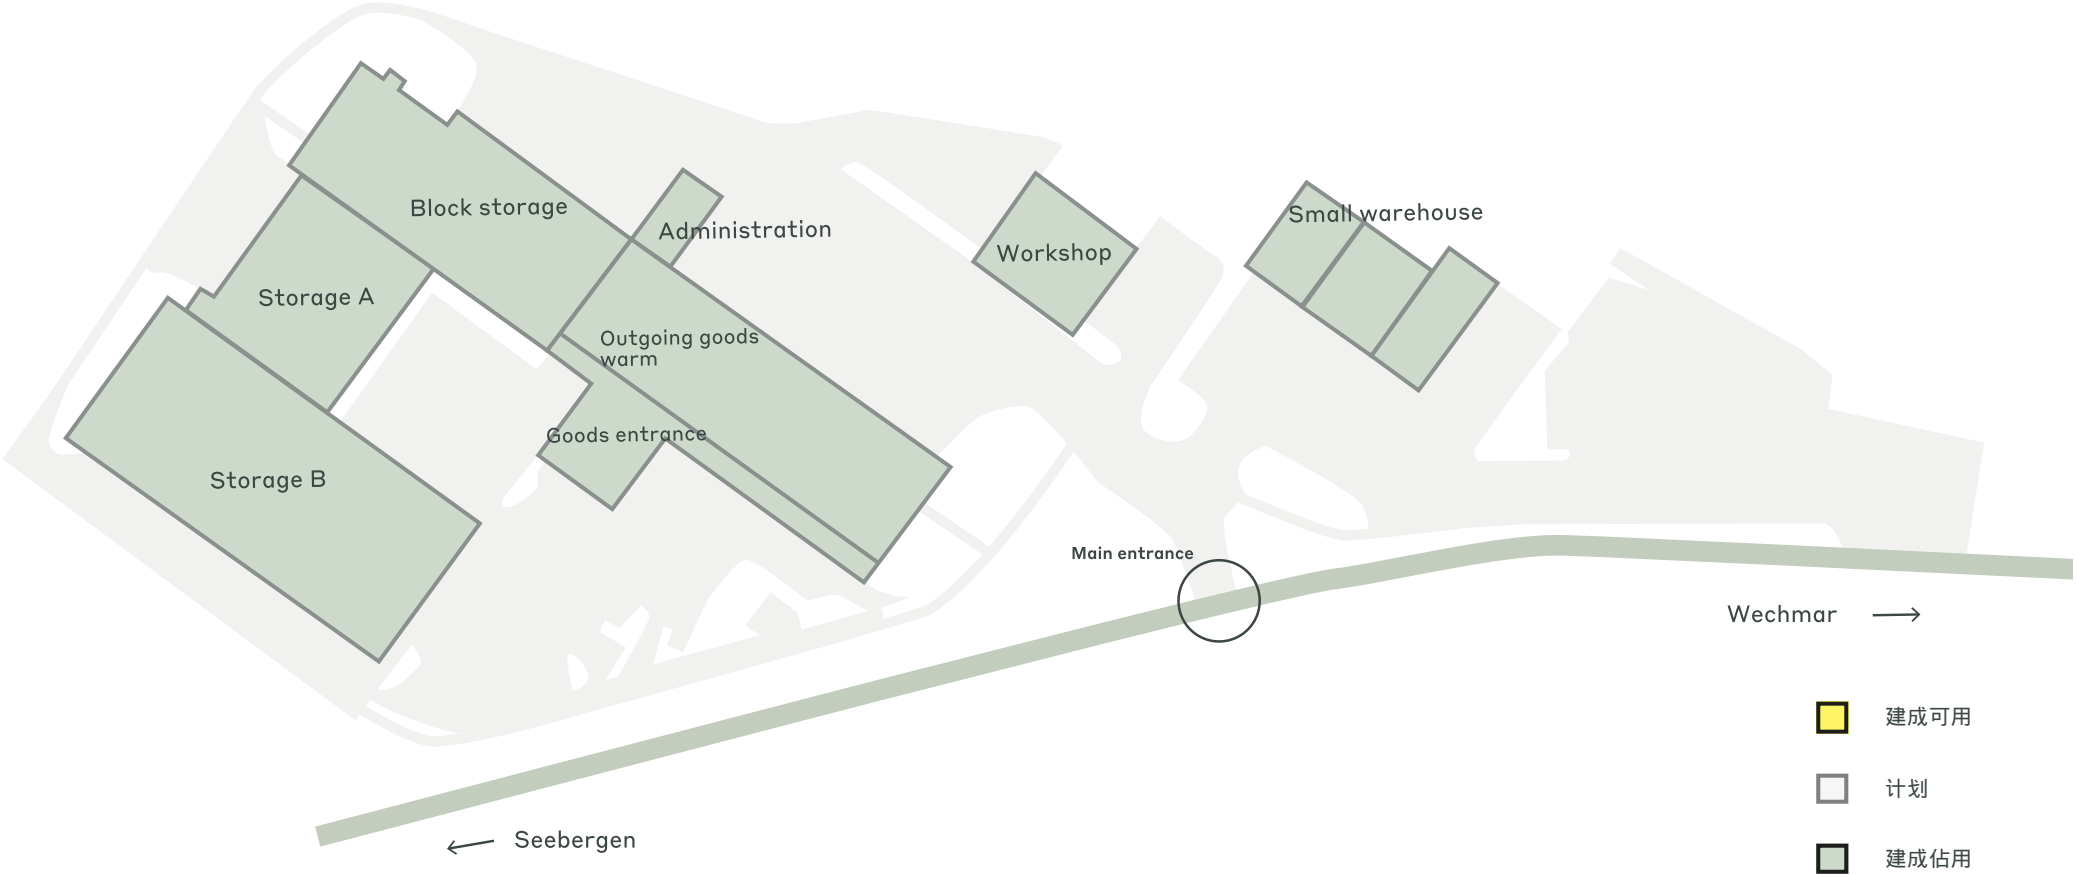 Block storage
Administration
Small warehouse
Workshop
Storage A
Outgoing goods
warm
Goods entrance
Storage B
Main entrance
Wechmar
建成可用
计划
Seebergen
建成佔用